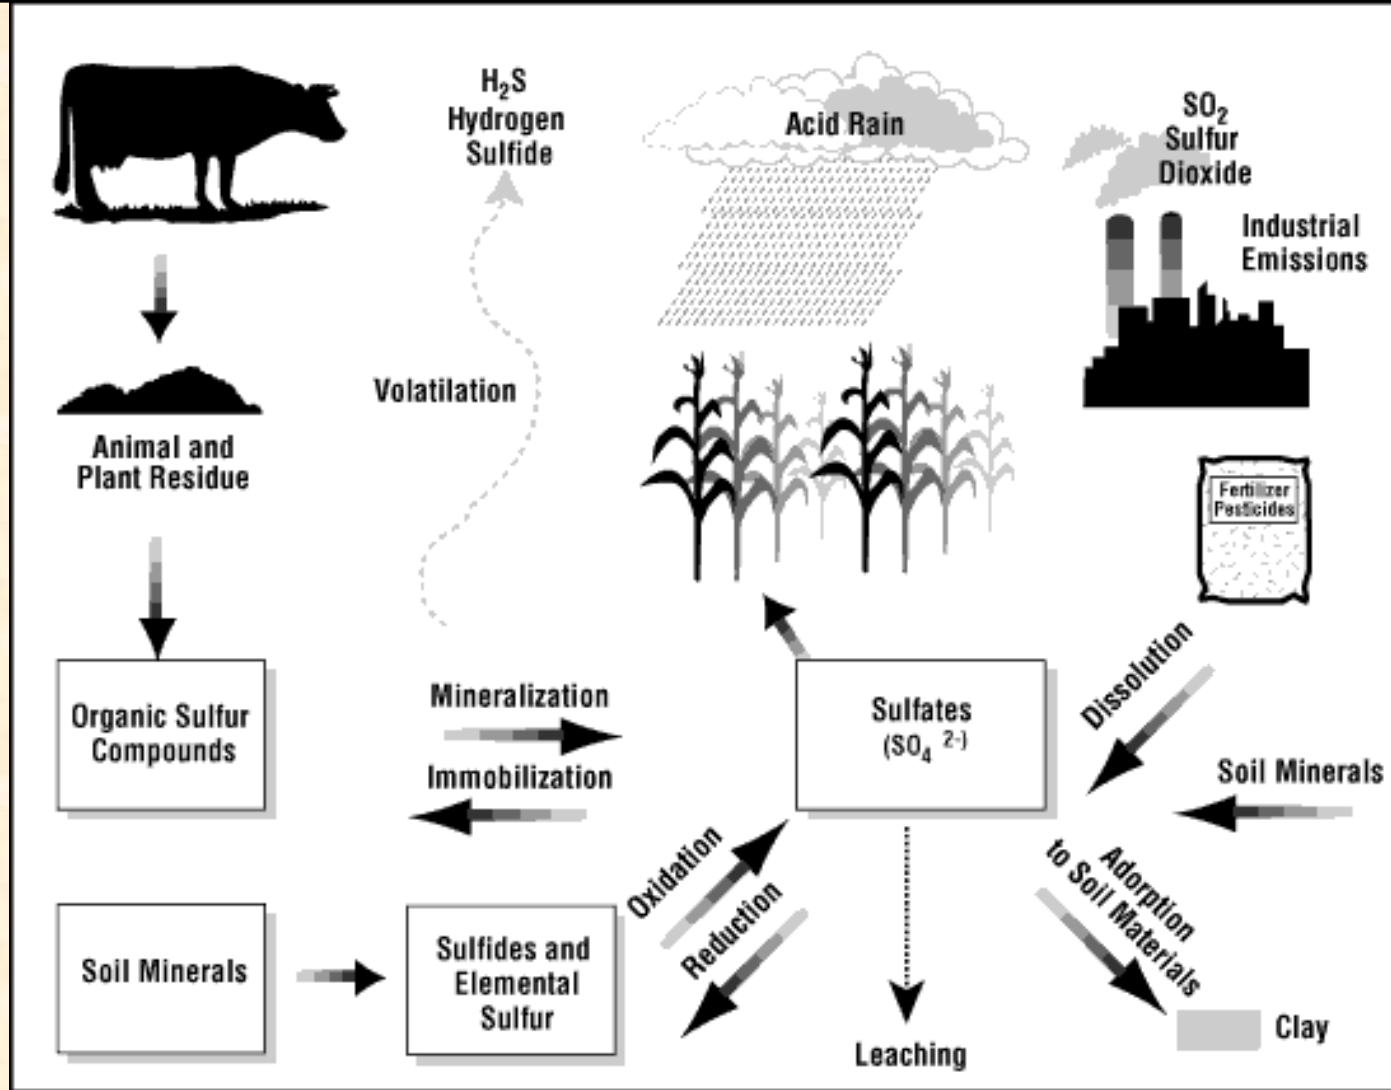 H₂S
Hydrogen
Sulfide
Acid Rain
SO₂
Sulfur
Dioxide
Industrial
Emissions
Volatilation
Animal and
Plant Residue
Fertilizer
Pesticides
Organic Sulfur
Compounds
Mineralization
Immobilization
Sulfates
(SO₄ ²⁻)
Dissolution
Soil Minerals
Oxidation
Reduction
Adorption
to Soil Materials
Soil Minerals
Sulfides and
Elemental
Sulfur
Leaching
Clay